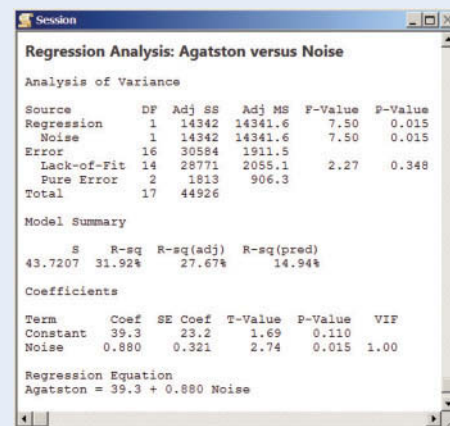 Session
Regression Analysis: Agatston versus Noise
Analysis of Variance
Source DF Adj SS Adj MS F-Value P-Value
Regression 1 14342 14341.6 7.50 0.015
Noise 1 14342 14341.6 7.50 0.015
Error 16 30584 1911.5
Lack-of-Fit 14 28771 2055.1 2.27 0.348
Pure Error 2 1813 906.3
Total 17 44926
Model Summary
S R-sq R-sq(adj) R-sq(pred)
43.7207 31.92% 27.67% 14.94%
Coefficients
Term Coef SE Coef T-Value P-Value VIF
Constant 39.3 23.2 1.69 0.110
Noise 0.880 0.321 2.74 0.015 1.00
Regression Equation
Agatston = 39.3 + 0.880 Noise